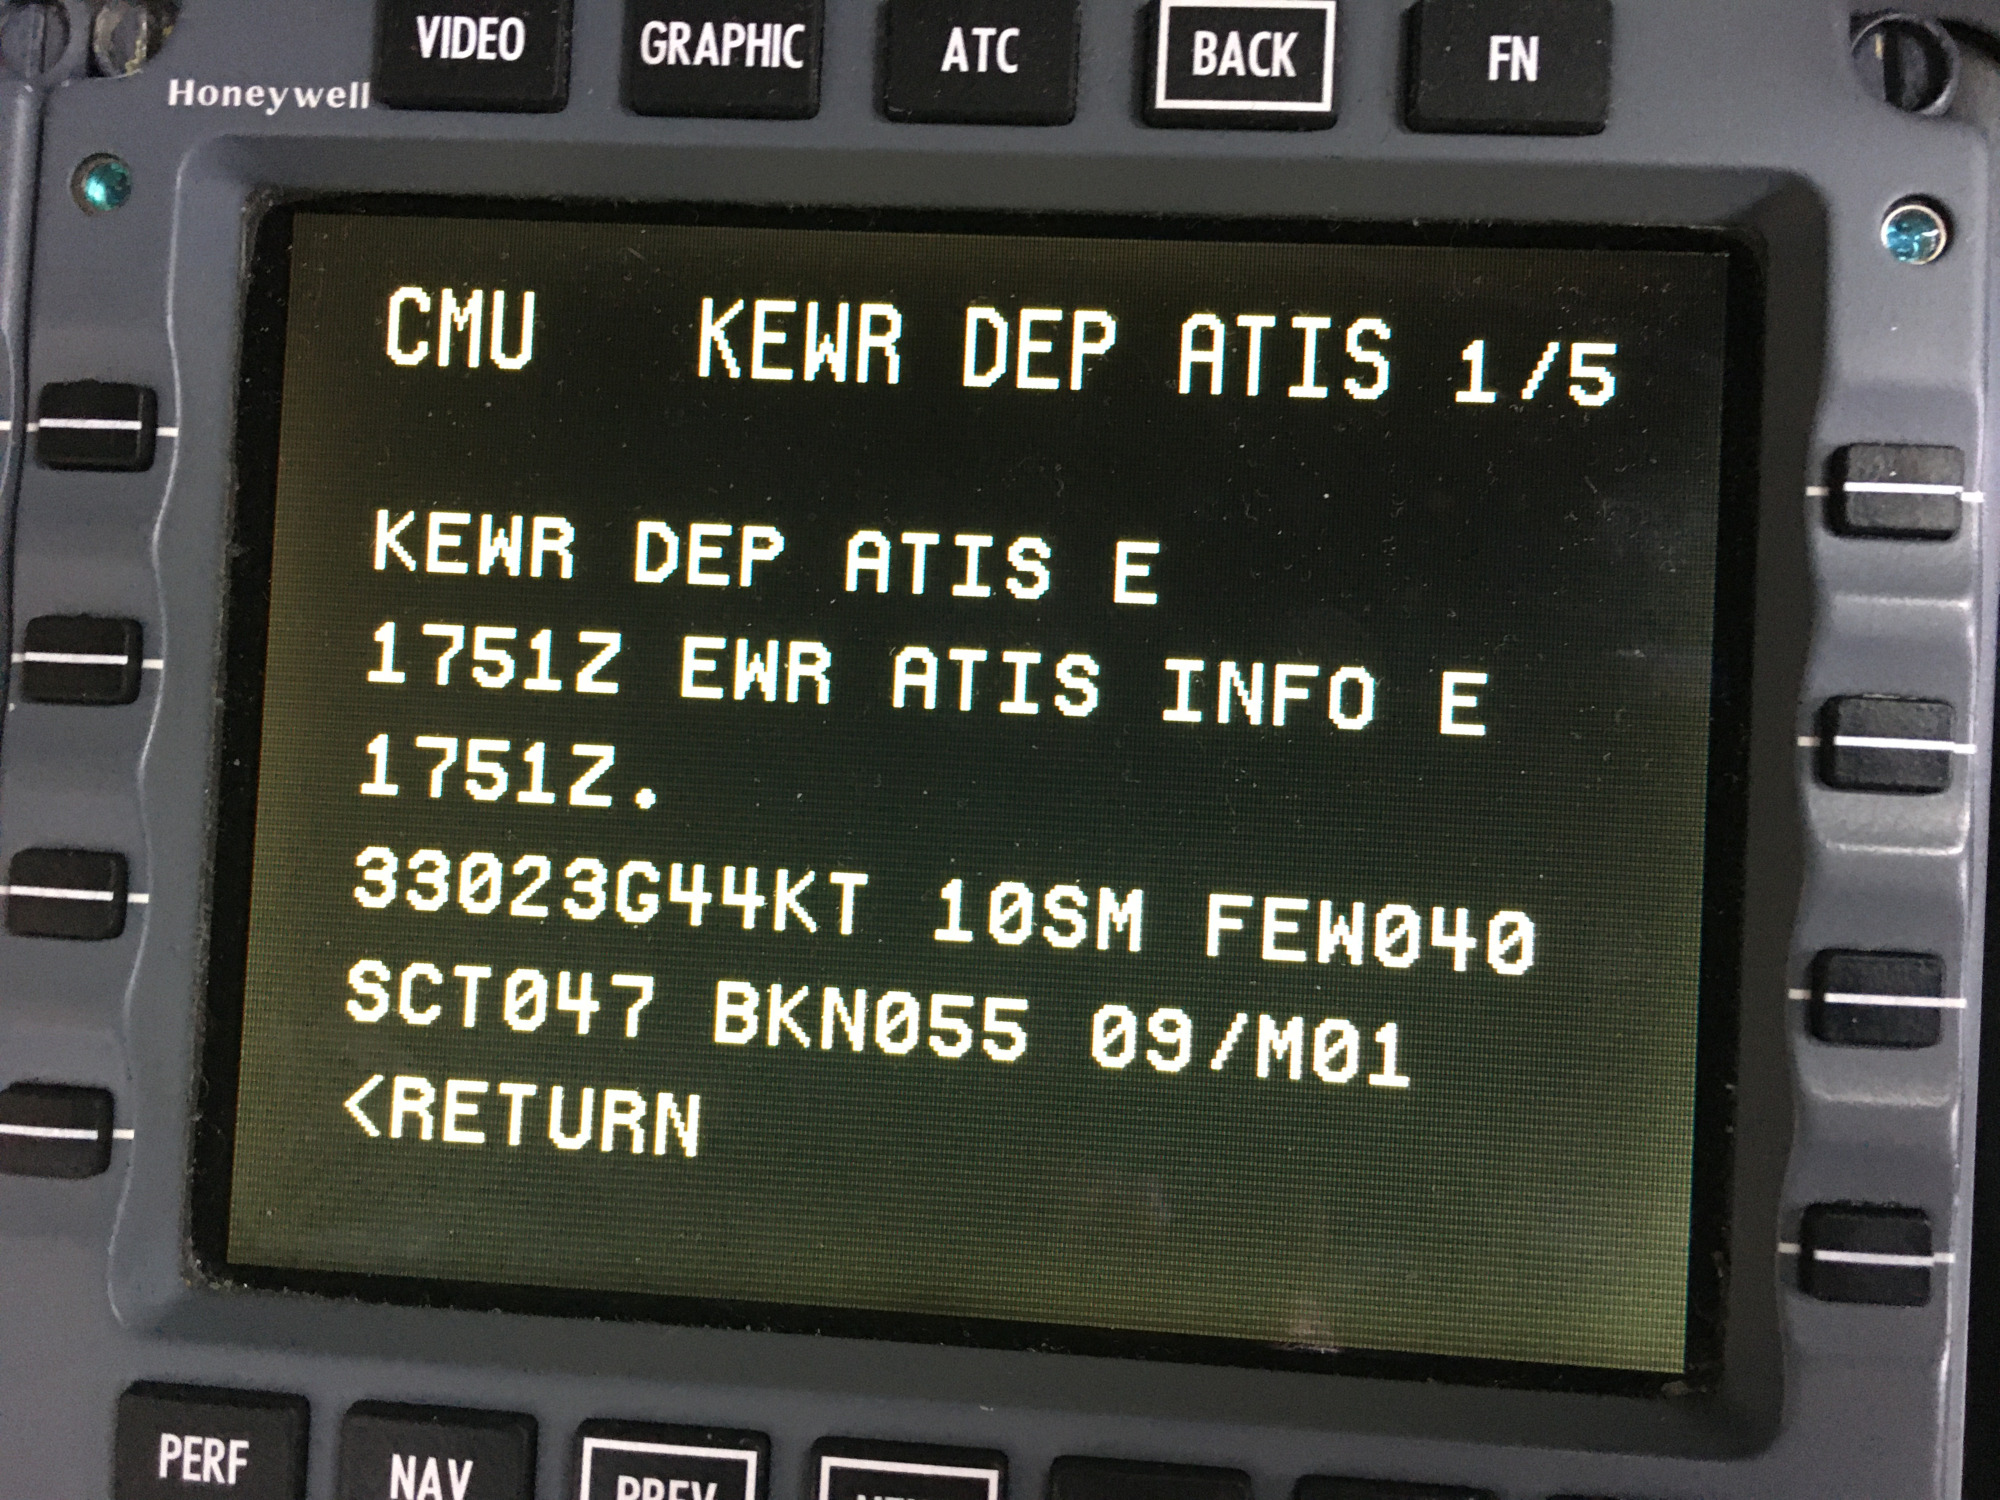 VIDEO GRAPHIC ATC BACK FN
Honeywell
CMU KEWR DEP ATIS 1/5
KEWR DEP ATIS E
1751Z EWR ATIS INFO E
1751Z.
33023G44KT 10SM FEW040
SCT047 BKN055 09/M01
<RETURN
PERF NAV PREV